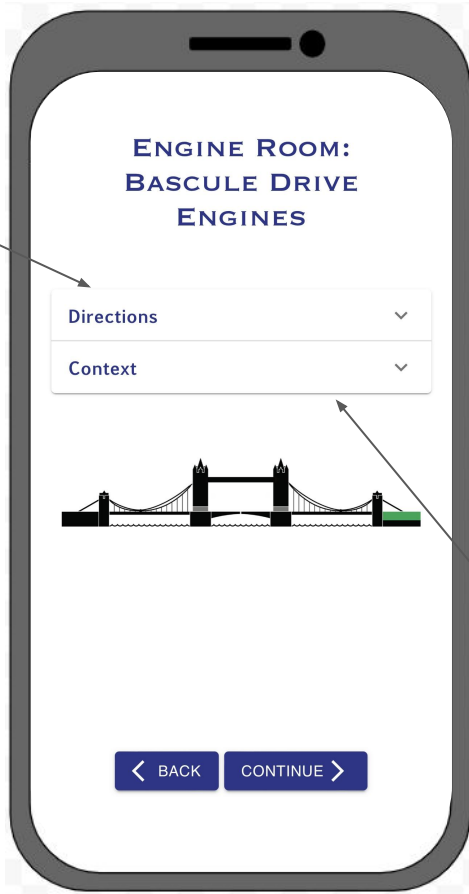 Engine Room:
Bascule Drive
Engines
Directions
Context
BACK CONTINUE